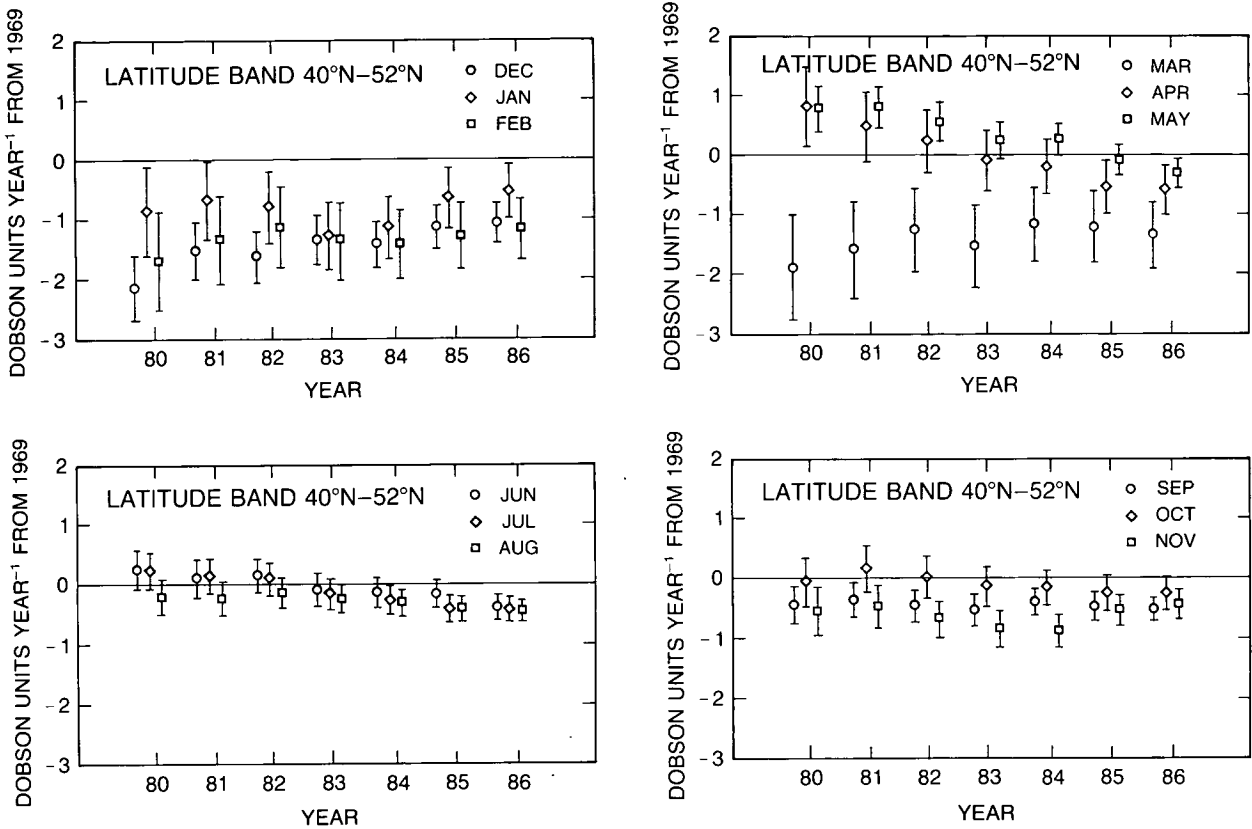 DOBSON UNITS YEAR⁻¹ FROM 1969
2
1
0
-1
-2
-3
LATITUDE BAND 40°N–52°N
DEC
JAN
FEB
80 81 82 83 84 85 86
YEAR
DOBSON UNITS YEAR⁻¹ FROM 1969
2
1
0
-1
-2
-3
LATITUDE BAND 40°N–52°N
MAR
APR
MAY
80 81 82 83 84 85 86
YEAR
DOBSON UNITS YEAR⁻¹ FROM 1969
2
1
0
-1
-2
-3
LATITUDE BAND 40°N–52°N
JUN
JUL
AUG
80 81 82 83 84 85 86
YEAR
DOBSON UNITS YEAR⁻¹ FROM 1969
2
1
0
-1
-2
-3
LATITUDE BAND 40°N–52°N
SEP
OCT
NOV
80 81 82 83 84 85 86
YEAR